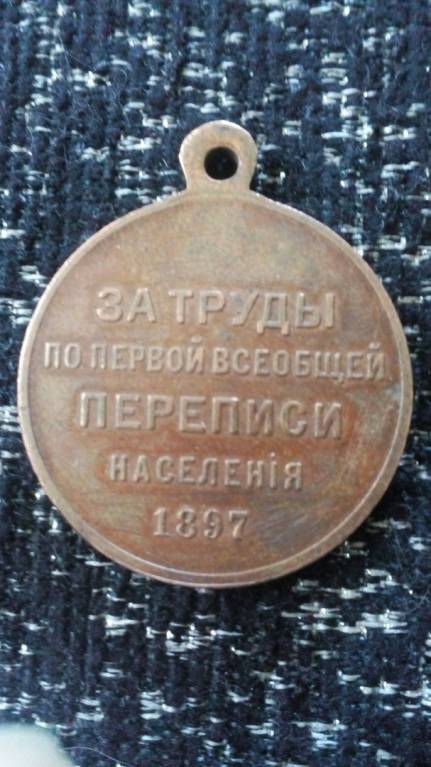 ЗА ТРУДЫ
ПО ПЕРВОЙ ВСЕОБЩЕЙ
ПЕРЕПИСИ
НАСЕЛЕНІЯ
1897